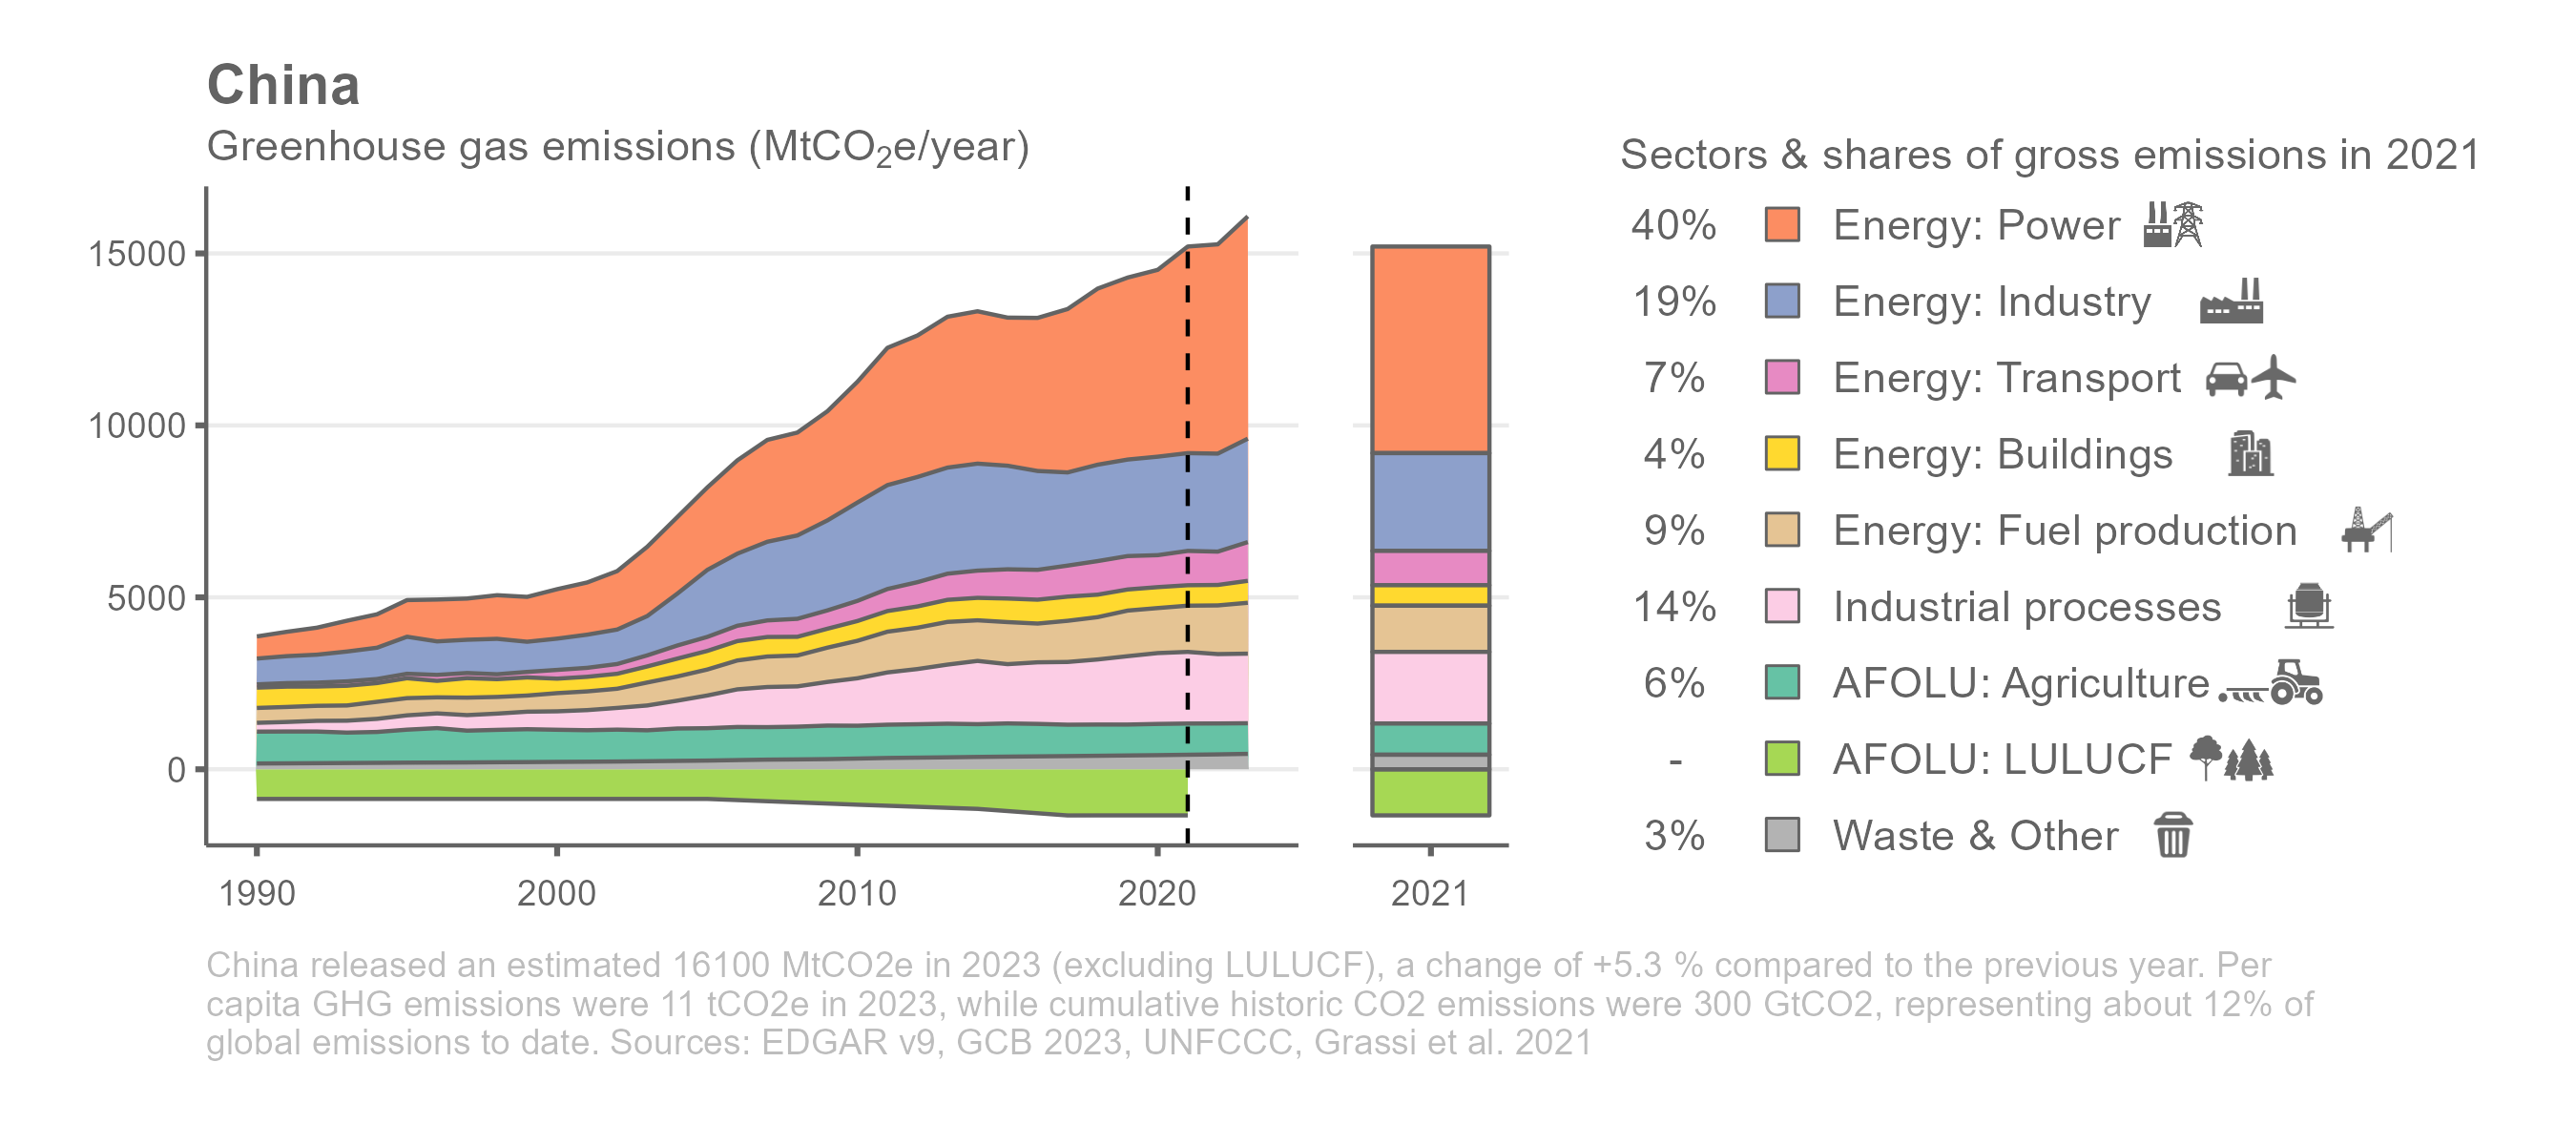 China
Greenhouse gas emissions (MtCO₂e/year)
Sectors & shares of gross emissions in 2021
15000
10000
5000
0
1990
2000
2010
2020
2021
40% Energy: Power
19% Energy: Industry
7% Energy: Transport
4% Energy: Buildings
9% Energy: Fuel production
14% Industrial processes
6% AFOLU: Agriculture
- AFOLU: LULUCF
3% Waste & Other
China released an estimated 16100 MtCO2e in 2023 (excluding LULUCF), a change of +5.3 % compared to the previous year. Per
capita GHG emissions were 11 tCO2e in 2023, while cumulative historic CO2 emissions were 300 GtCO2, representing about 12% of
global emissions to date. Sources: EDGAR v9, GCB 2023, UNFCCC, Grassi et al. 2021